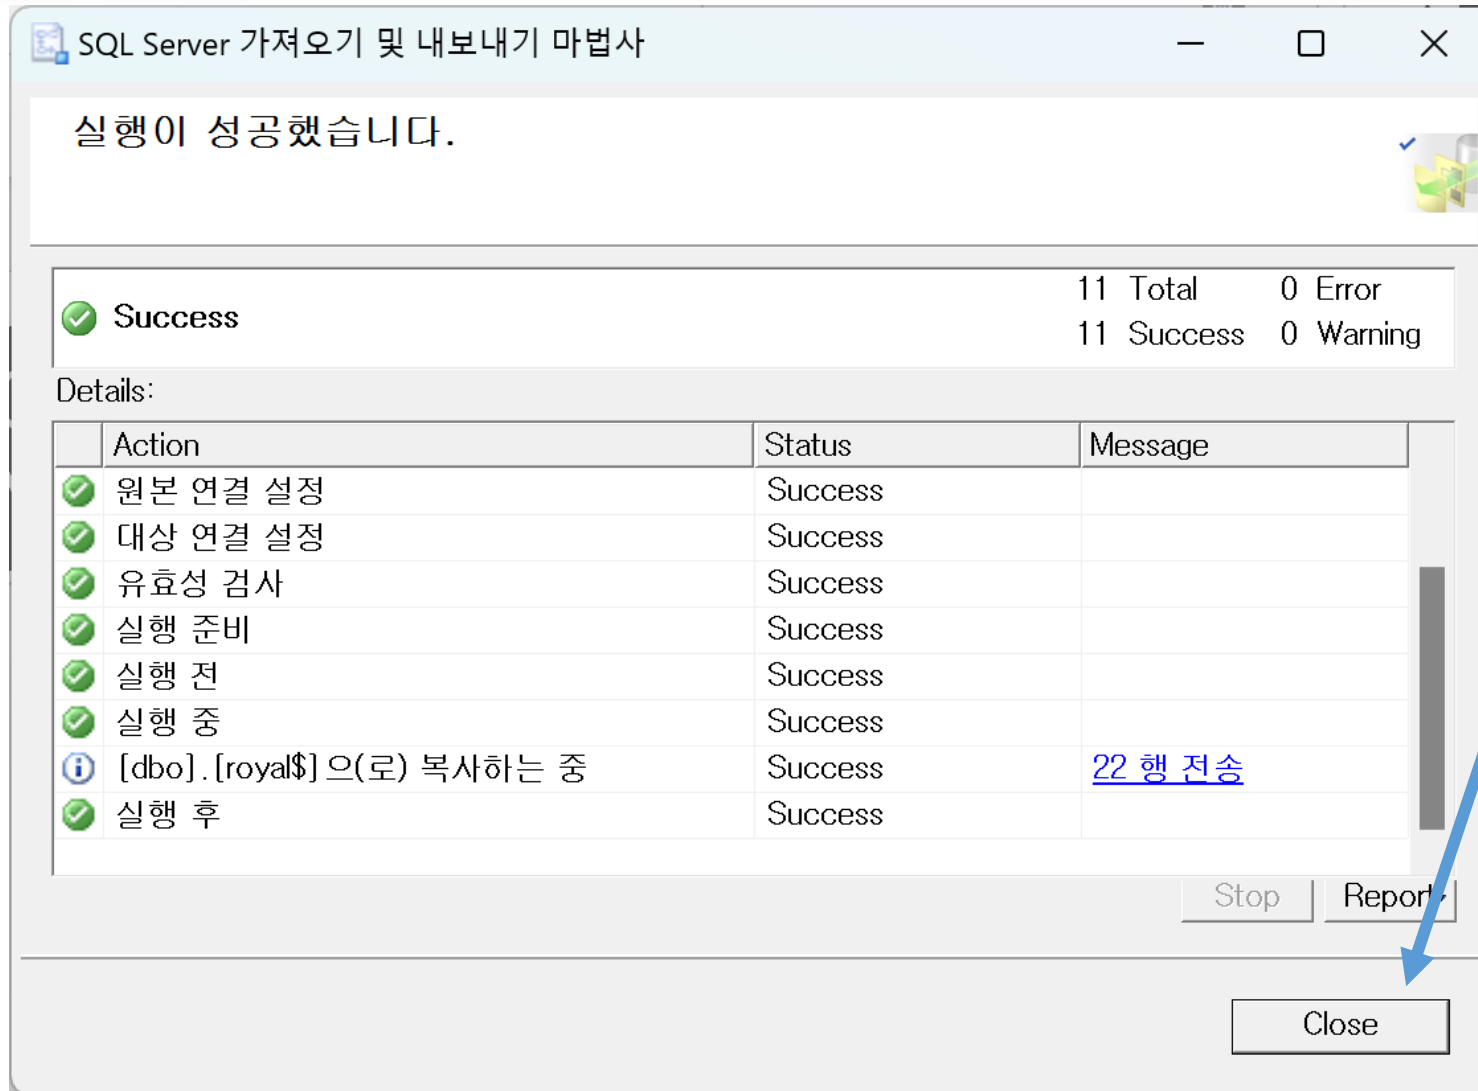 SQL Server 가져오기 및 내보내기 마법사
실행이 성공했습니다.
Success
11 Total 0 Error
11 Success 0 Warning
Details:
Action Status Message
원본 연결 설정 Success
대상 연결 설정 Success
유효성 검사 Success
실행 준비 Success
실행 전 Success
실행 중 Success
[dbo].[royal$]으(로) 복사하는 중 Success 22 행 전송
실행 후 Success
Stop Report
Close